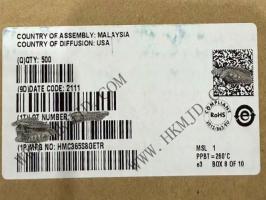 COUNTRY OF ASSEMBLY: MALAYSIA
COUNTRY OF DIFFUSION: USA
(Q)QTY: 500
(9D)DATE CODE: 2111
(1T)LOT NUMBER:
(1P)MFG NO: HMC365S8GETR
COMPLIANT
RoHS
MSL 1
PPBT=260°C
e3 BOX 8 OF 10
WWW.HKMJD.COM